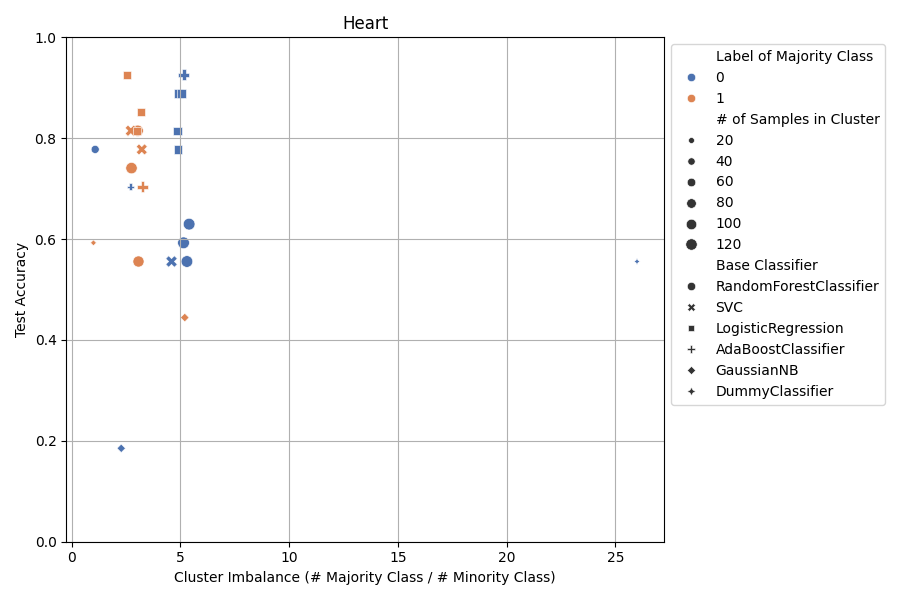 Heart
1.0
0.8
0.6
0.4
0.2
0.0
Test Accuracy
0
5
10
15
20
25
Cluster Imbalance (# Majority Class / # Minority Class)
Label of Majority Class
0
1
# of Samples in Cluster
20
40
60
80
100
120
Base Classifier
RandomForestClassifier
SVC
LogisticRegression
AdaBoostClassifier
GaussianNB
DummyClassifier